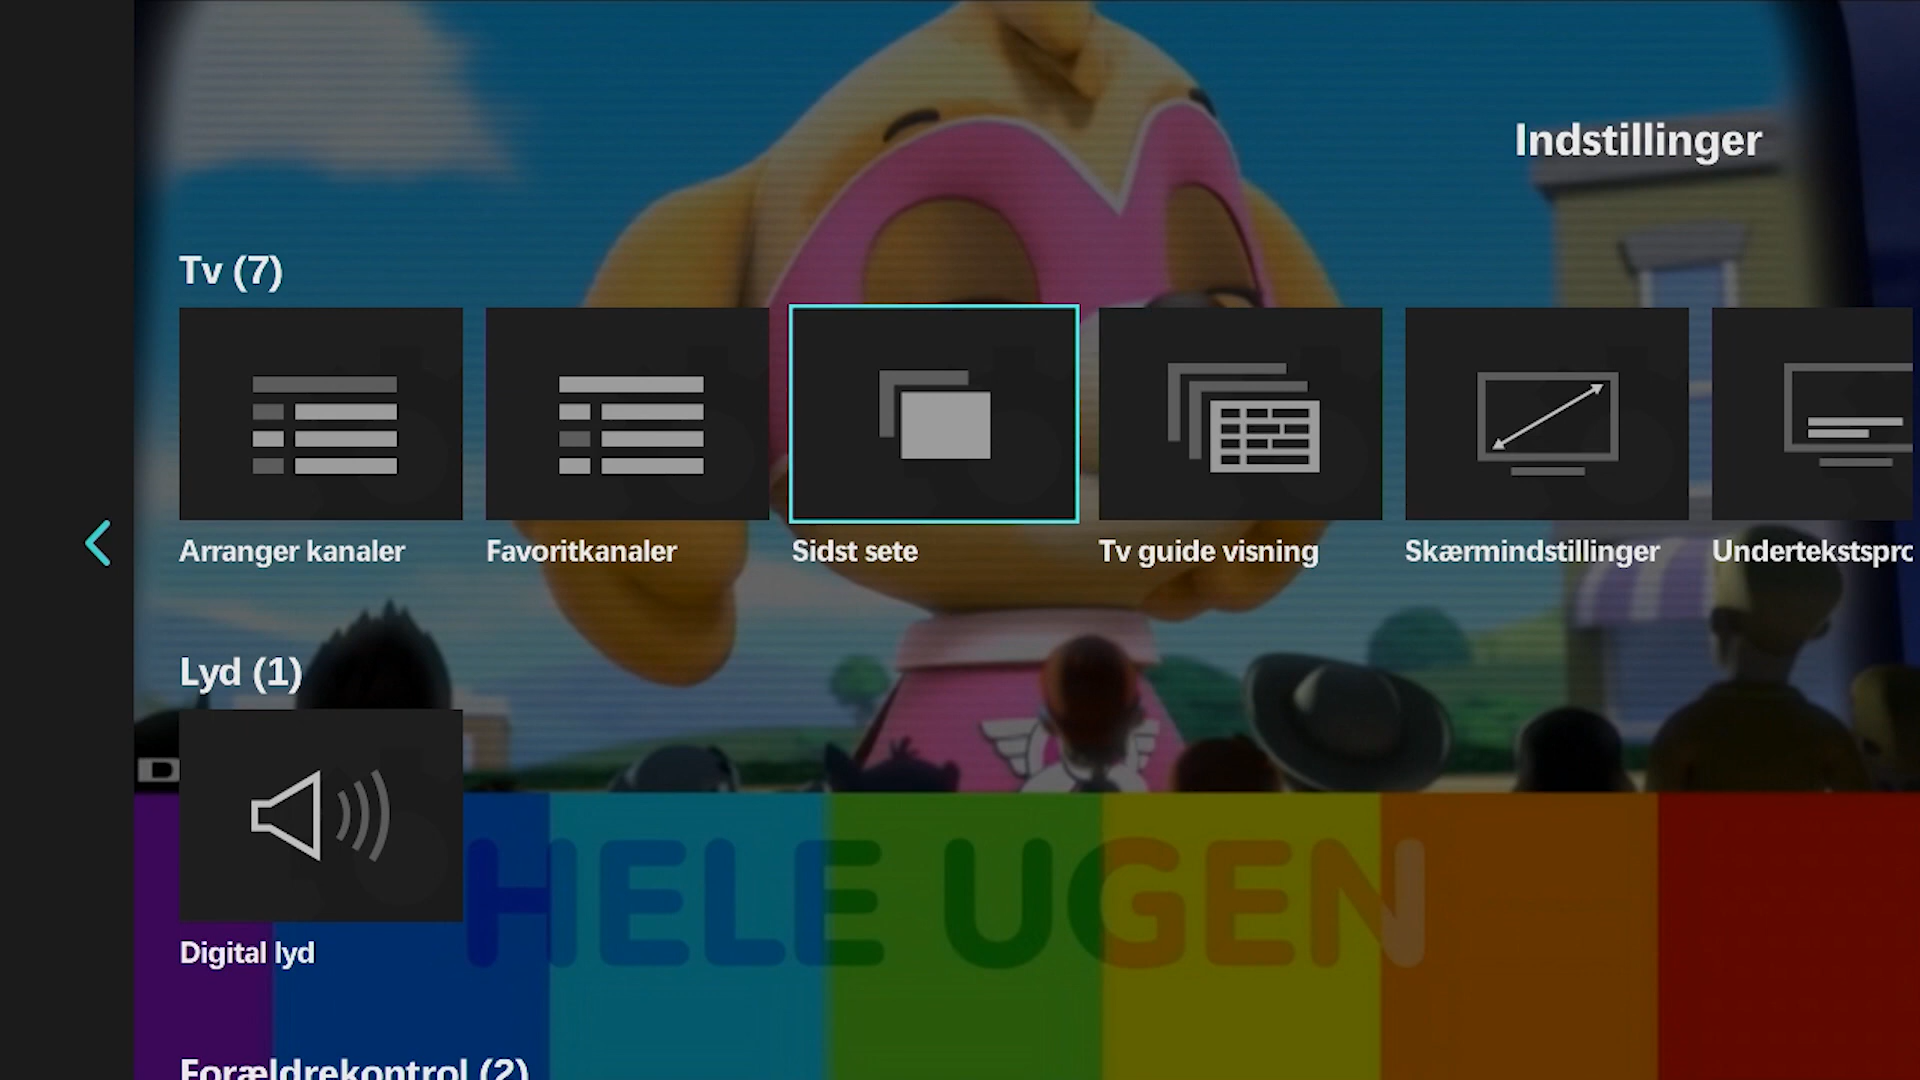 Indstillinger
Tv (7)
Arranger kanaler
Favoritkanaler
Sidst sete
Tv guide visning
Skærmindstillinger
Undertekstspr
Lyd (1)
D
HELE UGEN
Digital lyd
Forældrekontrol (2)